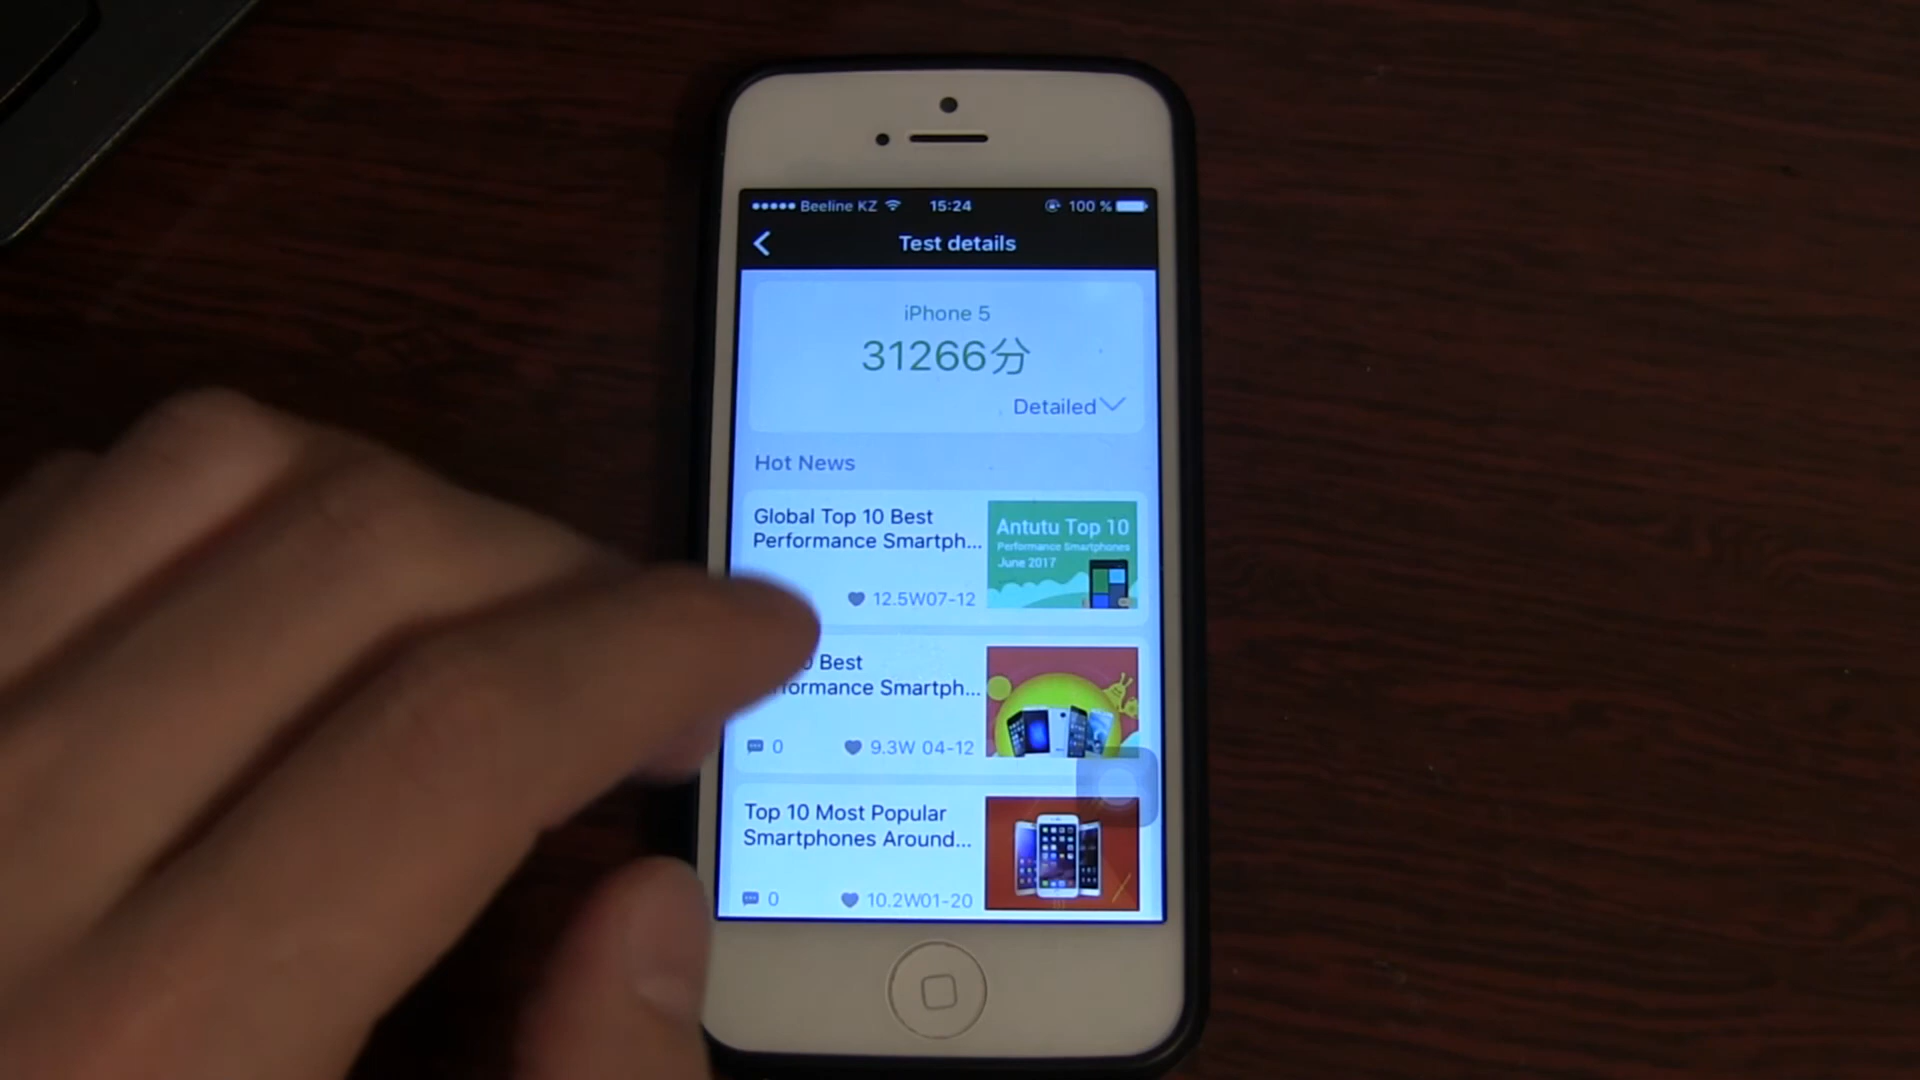 Beeline KZ 15:24 100 %
Test details
iPhone 5
31266分
Detailed
Hot News
Global Top 10 Best
Performance Smartph...
12.5W07-12
Antutu Top 10
Performance Smartphones
June 2017
Best
Smartph...
0 9.3W 04-12
Top 10 Most Popular
Smartphones Around...
0 10.2W01-20